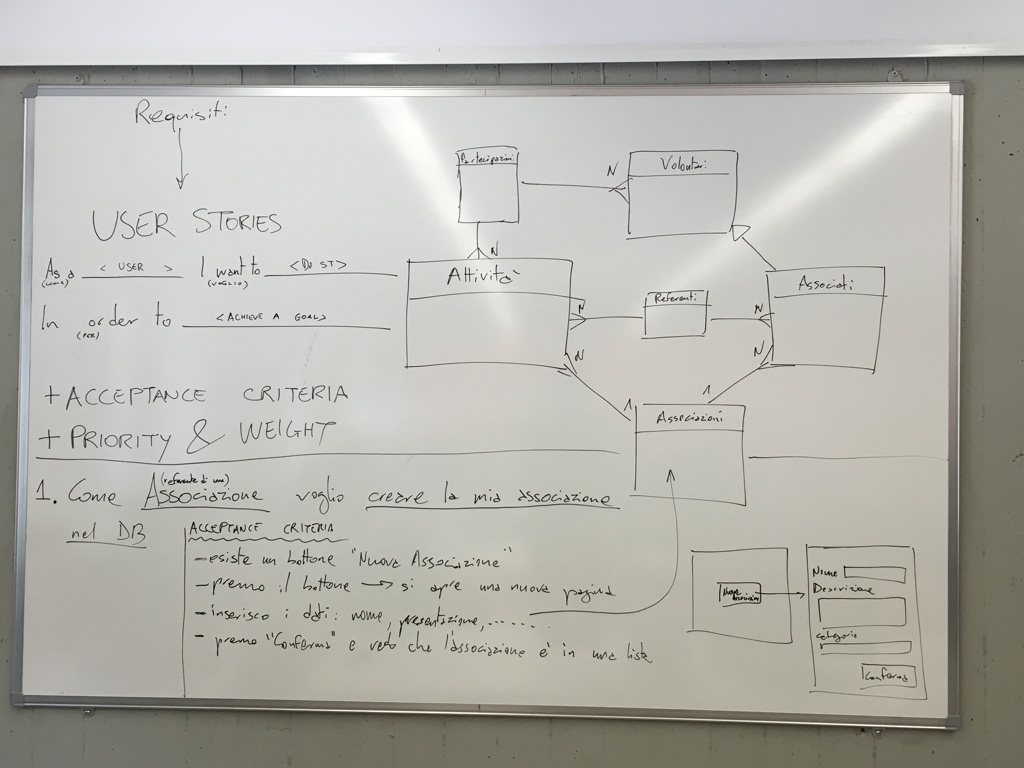 Requisiti
USER STORIES
As a < USER > I want to <DO ST>
(COME) (VOGLIO)
In order to <ACHIEVE A GOAL>
(PER)
+ ACCEPTANCE CRITERIA
+ PRIORITY & WEIGHT
Partecipazioni
N
Volontari
N
Attività
N
Referenti
N
Associati
N
N
1
1
Associazioni
(referente di una)
1. Come Associazione voglio creare la mia associazione
nel DB
ACCEPTANCE CRITERIA
- esiste un bottone "Nuova Associazione"
- premo il bottone → si apre una nuova pagina
- inserisco i dati: nome, presentazione, .......
- premo "Conferma" e vedo che l'associazione è in una lista
Nuova Associazione
Nome
Descrizione
Categoria
Conferma